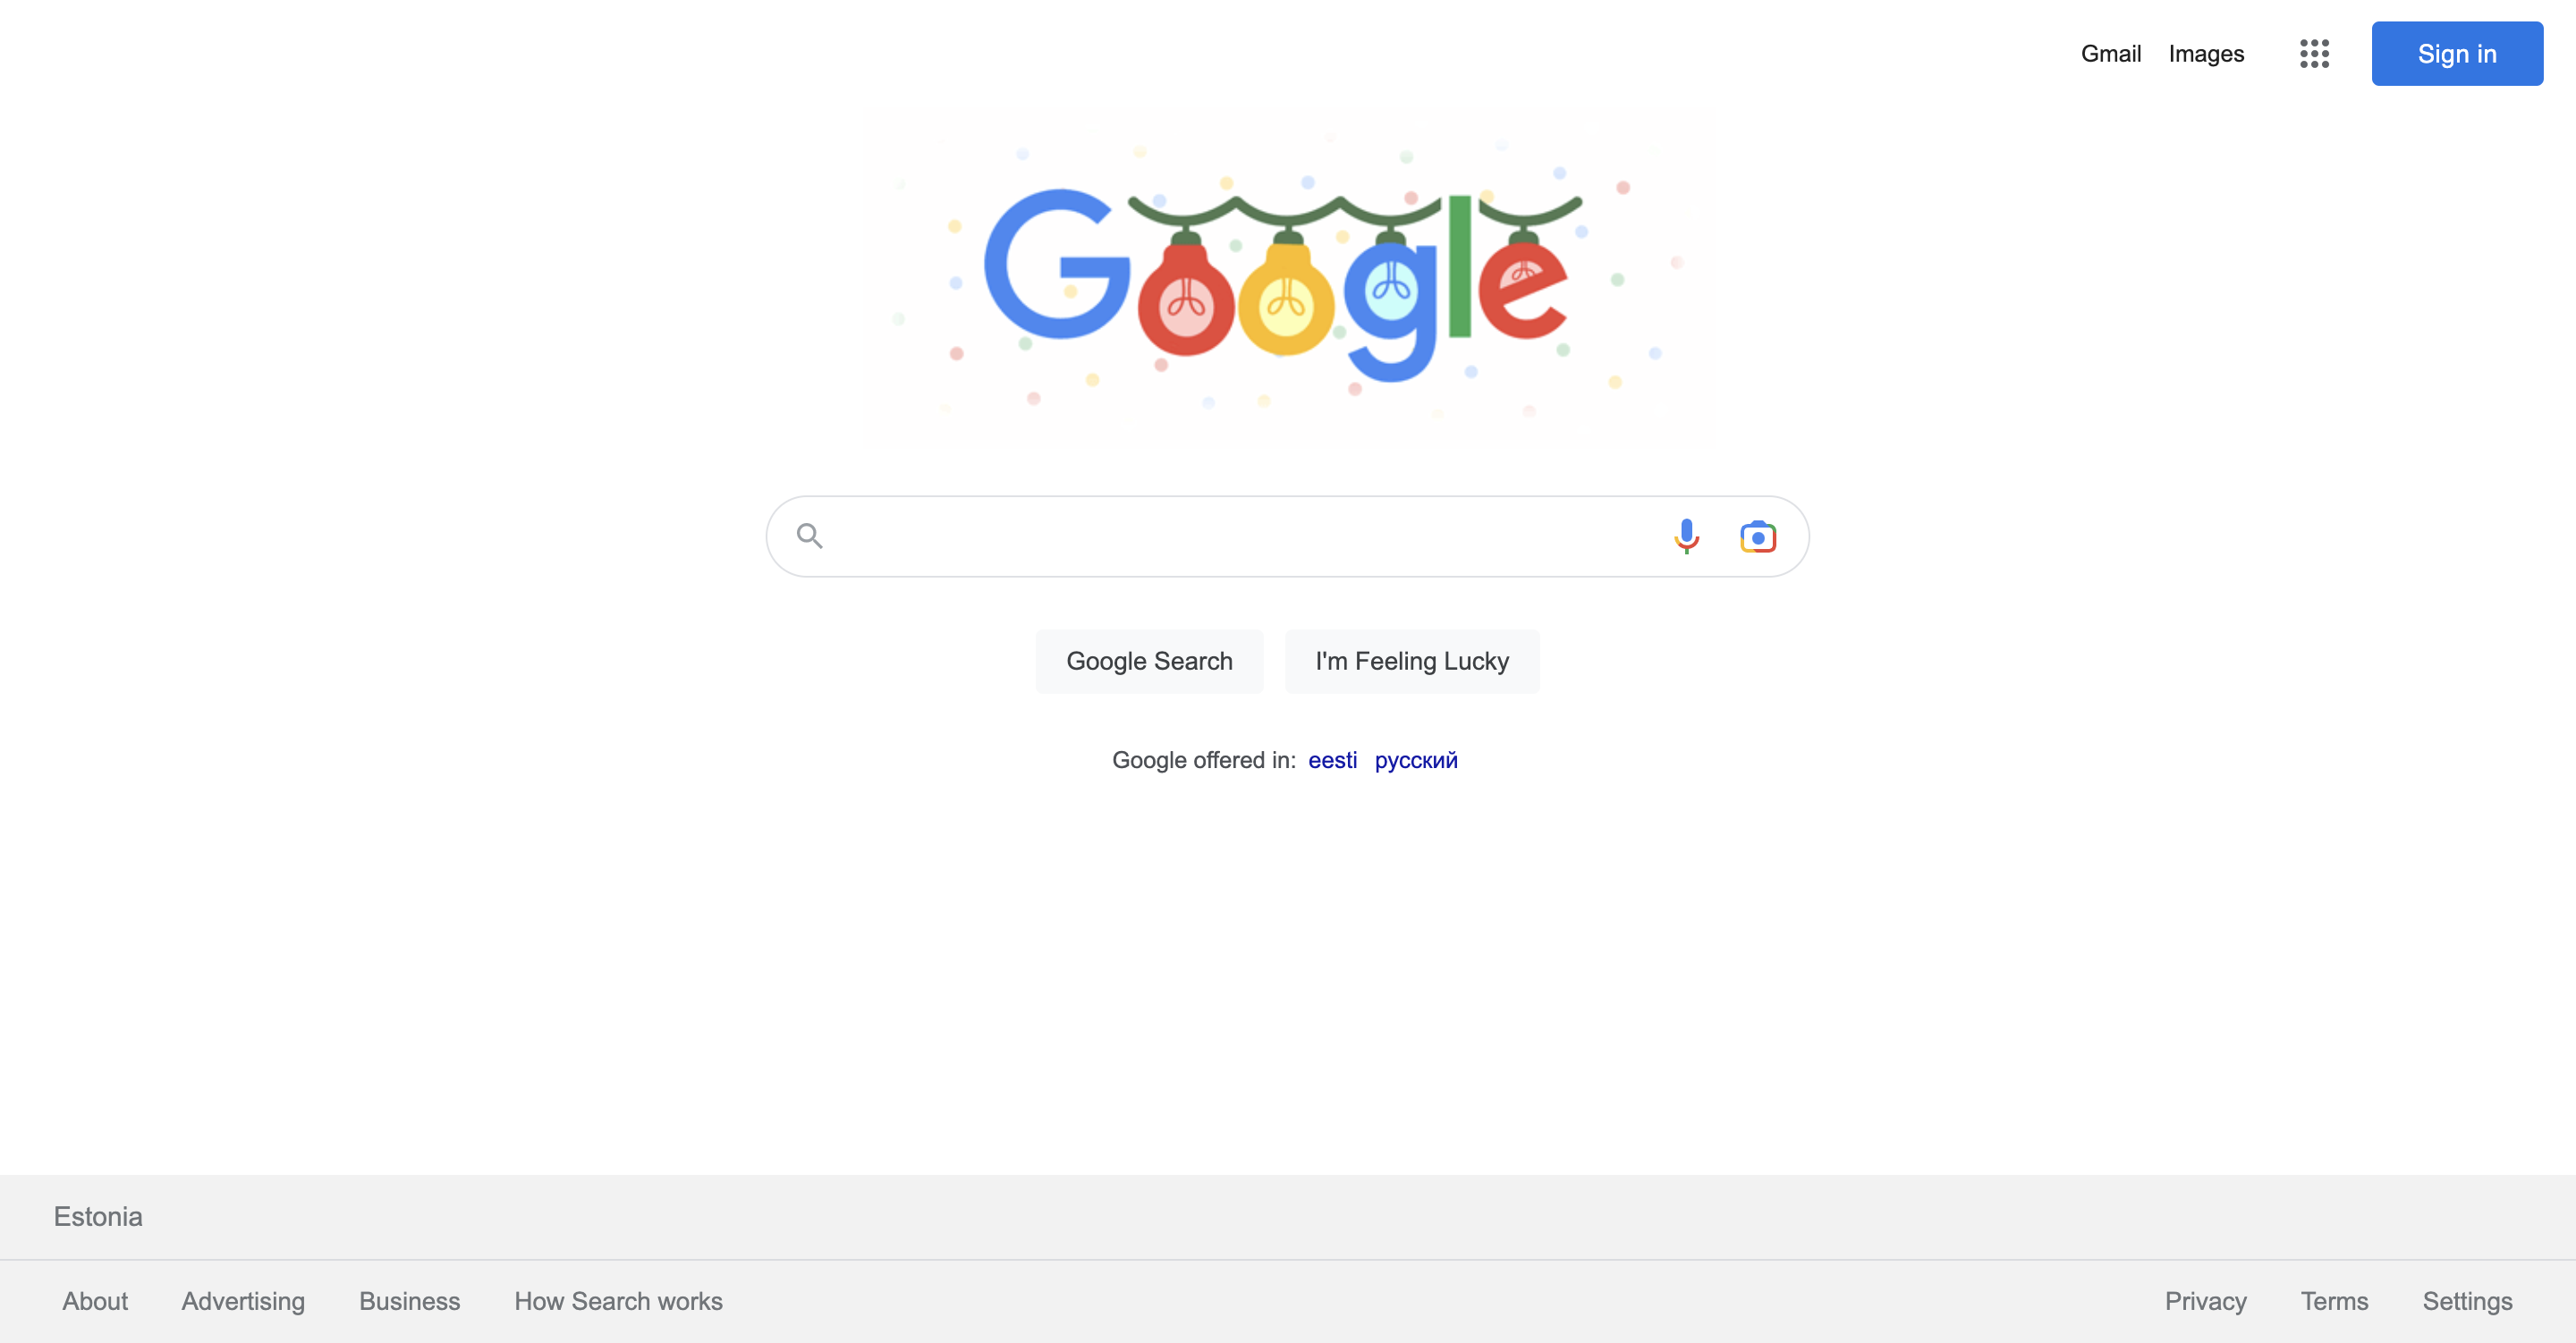 Gmail Images Sign in
Google
Google Search I'm Feeling Lucky
Google offered in: eesti русский
Estonia
About Advertising Business How Search works Privacy Terms Settings